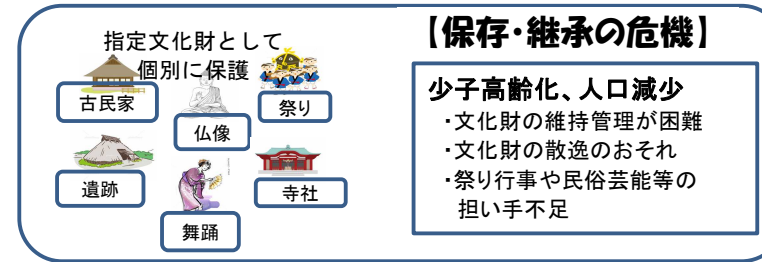 指定文化財として
個別に保護
古民家
仏像
祭り
遺跡
舞踊
寺社
【保存・継承の危機】
少子高齢化、人口減少
・文化財の維持管理が困難
・文化財の散逸のおそれ
・祭り行事や民俗芸能等の
担い手不足